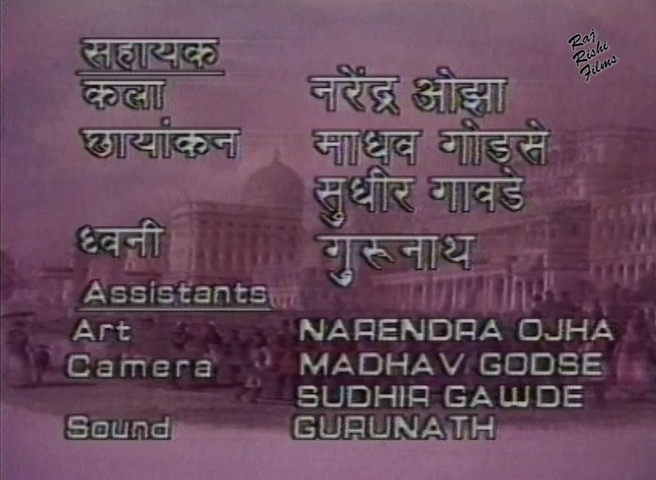 Raj
Rishi
Films
सहायक
कला नरेंद्र ओझा
छायांकन माधव गोडसे
सुधीर गावडे
ध्वनी गुरूनाथ
Assistants
Art NARENDRA OJHA
Camera MADHAV GODSE
SUDHIR GAWDE
Sound GURUNATH